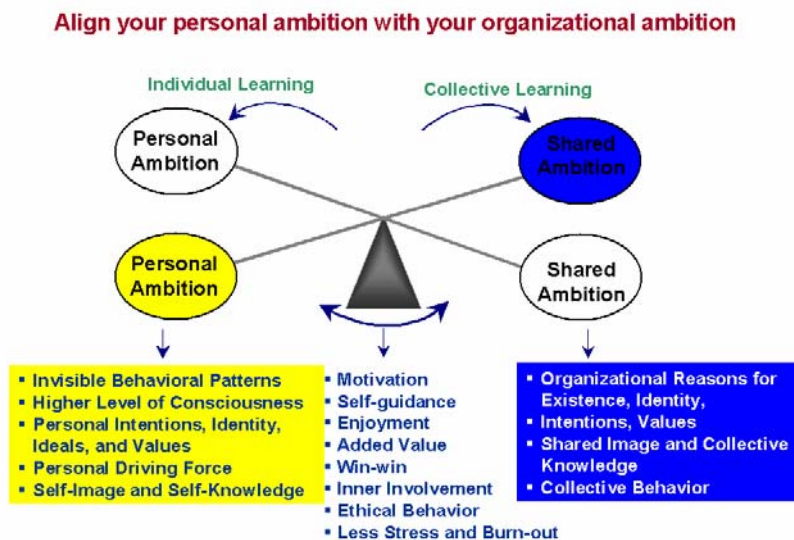 Align your personal ambition with your organizational ambition
Individual Learning
Collective Learning
Personal
Ambition
Shared
Ambition
Personal
Ambition
Shared
Ambition
▪ Invisible Behavioral Patterns
▪ Higher Level of Consciousness
▪ Personal Intentions, Identity,
Ideals, and Values
▪ Personal Driving Force
▪ Self-Image and Self-Knowledge
▪ Motivation
▪ Self-guidance
▪ Enjoyment
▪ Added Value
▪ Win-win
▪ Inner Involvement
▪ Ethical Behavior
▪ Less Stress and Burn-out
▪ Organizational Reasons for
Existence, Identity,
▪ Intentions, Values
▪ Shared Image and Collective
Knowledge
▪ Collective Behavior